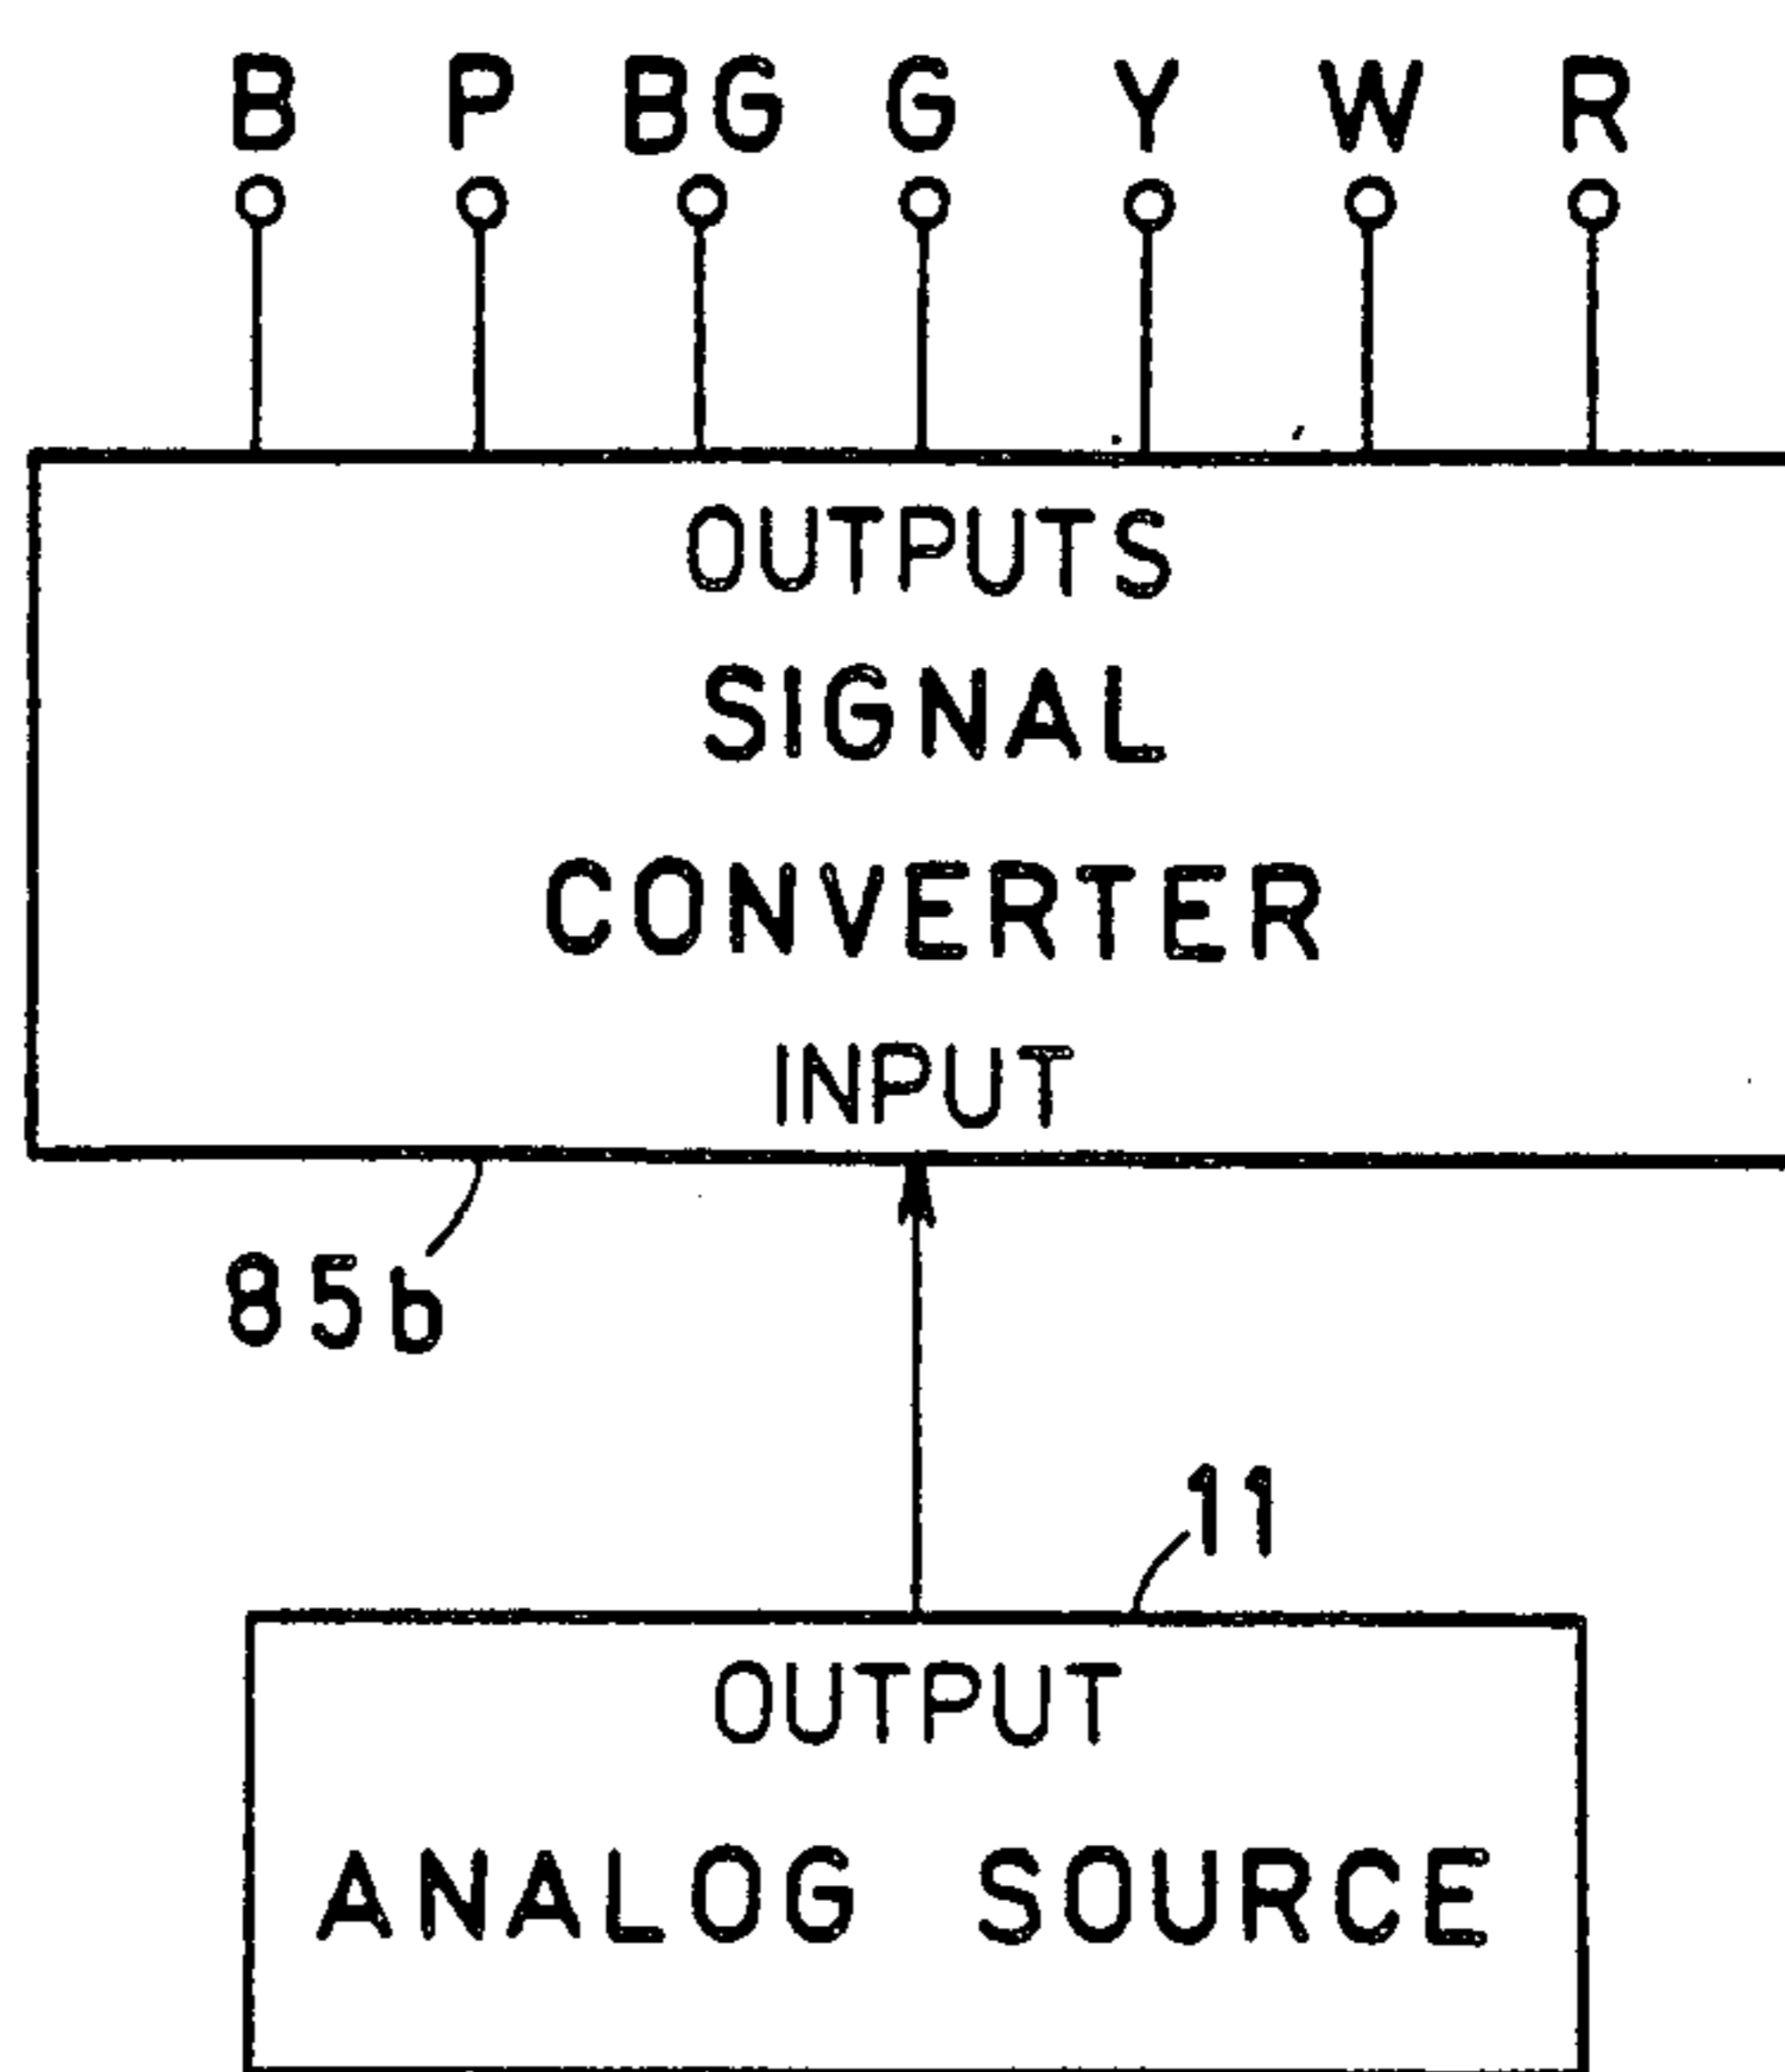 B P BG G Y W R
OUTPUTS
SIGNAL
CONVERTER
INPUT
85b
11
OUTPUT
ANALOG SOURCE